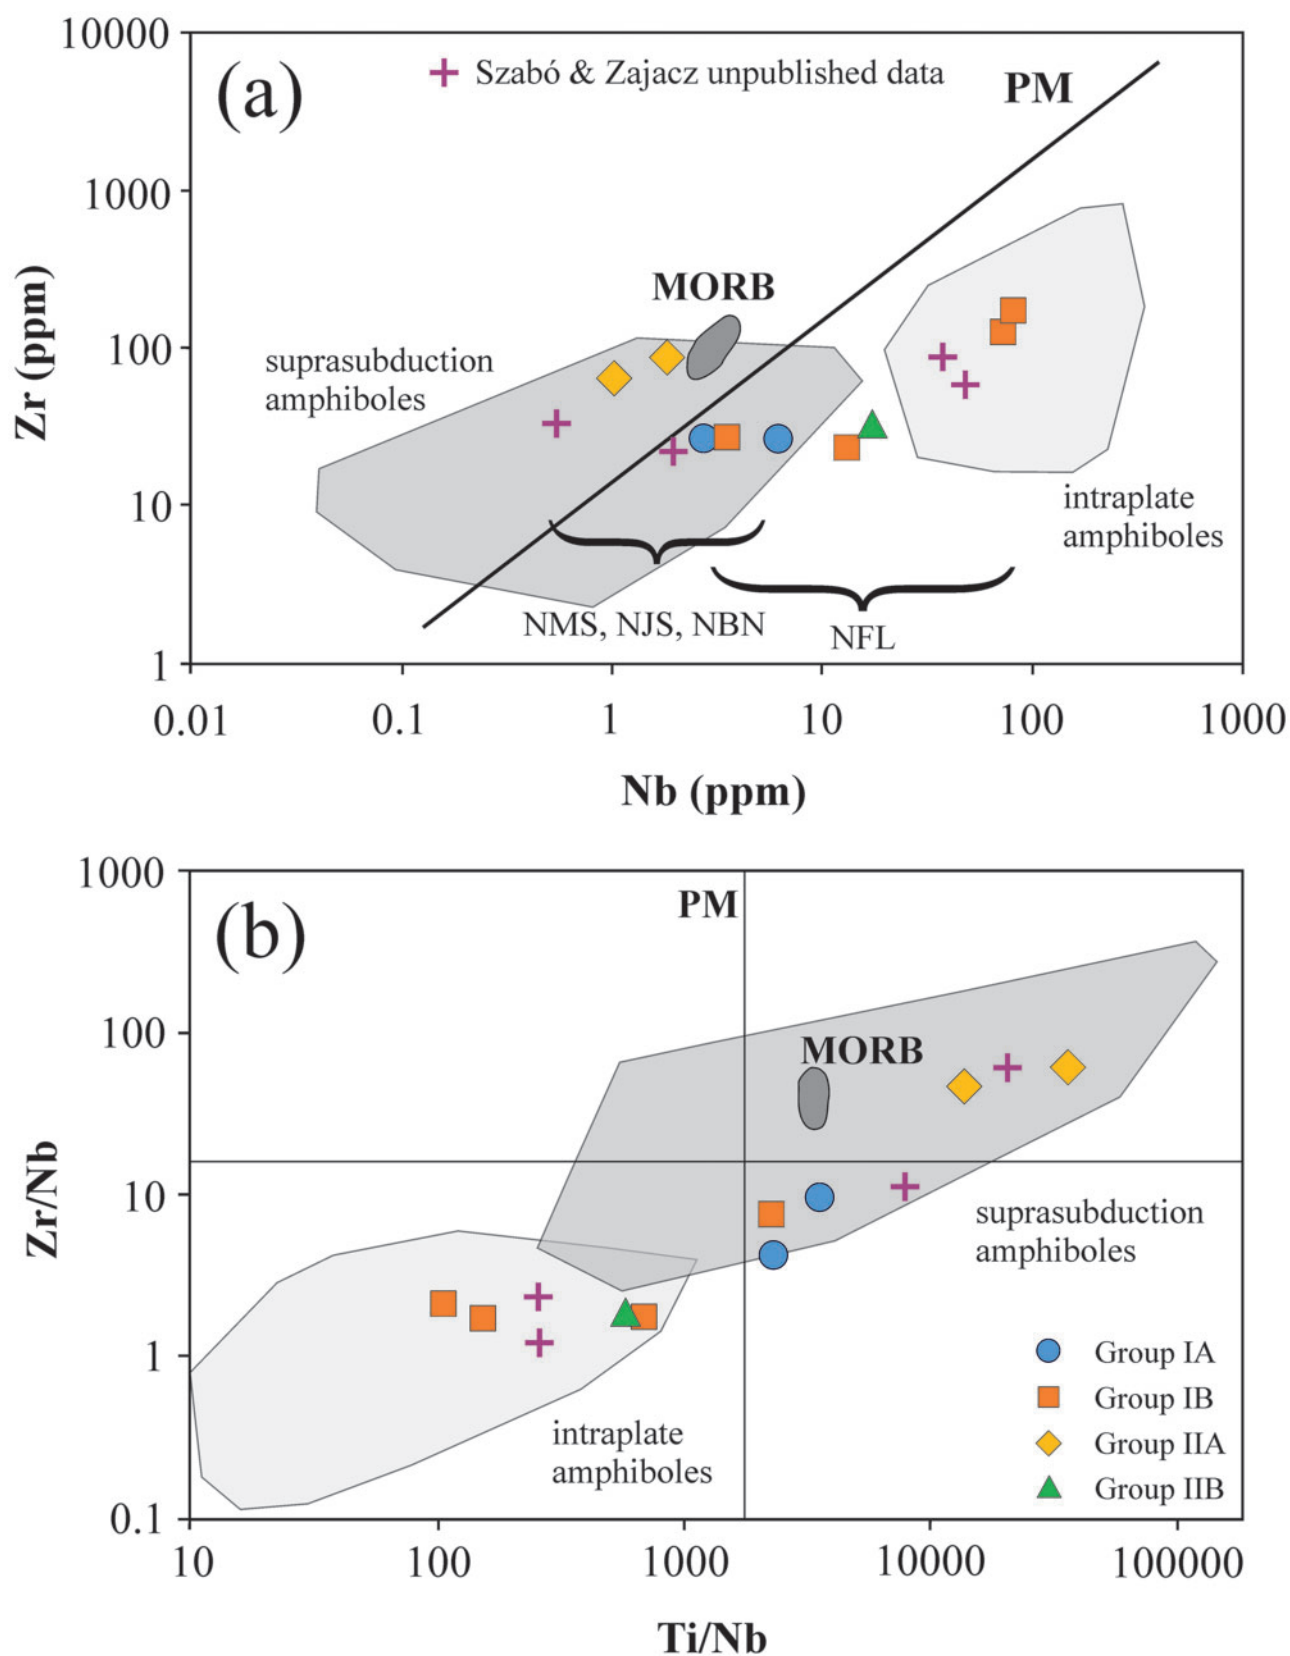 10000
(a)
Szabó & Zajacz unpublished data
PM
1000
MORB
Zr (ppm)
100
suprasubduction
amphiboles
10
intraplate
amphiboles
NMS, NJS, NBN
NFL
1
0.01 0.1 1 10 100 1000
Nb (ppm)
1000
(b)
PM
100
MORB
Zr/Nb
10
suprasubduction
amphiboles
1
Group IA
Group IB
intraplate
amphiboles
Group IIA
Group IIB
0.1
10 100 1000 10000 100000
Ti/Nb